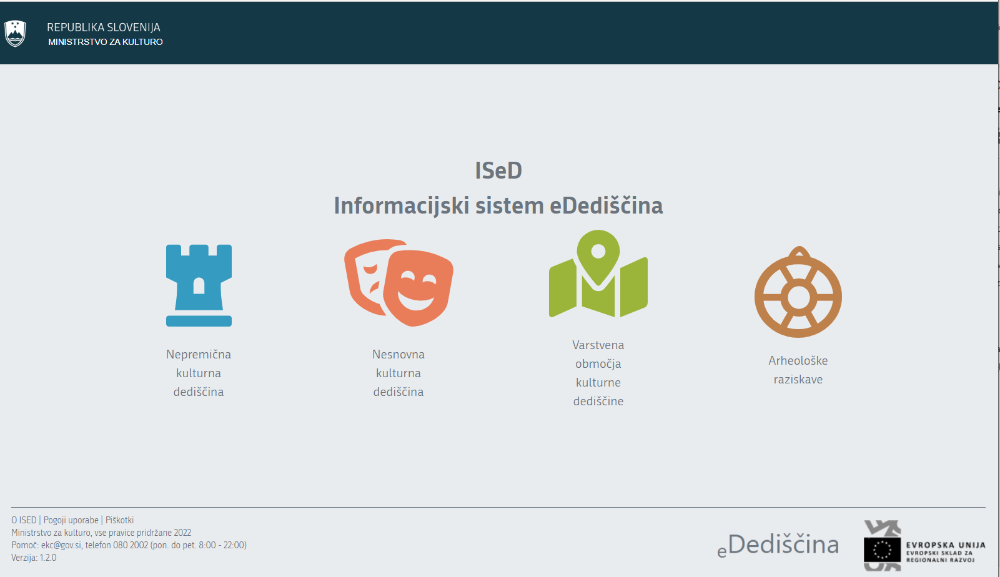 REPUBLIKA SLOVENIJA
MINISTRSTVO ZA KULTURO
ISeD
Informacijski sistem eDediščina
Nepremična
kulturna
dediščina
Nesnovna
kulturna
dediščina
Varstvena
območja
kulturne
dediščine
Arheološke
raziskave
O ISED | Pogoji uporabe | Piškotki
Ministrstvo za kulturo, vse pravice pridržane 2022
Pomoč: ekc@gov.si, telefon 080 2002 (pon. do pet. 8:00 - 22:00)
Verzija: 1.2.0
eDediščina
EVROPSKA UNIJA
EVROPSKI SKLAD ZA
REGIONALNI RAZVOJ